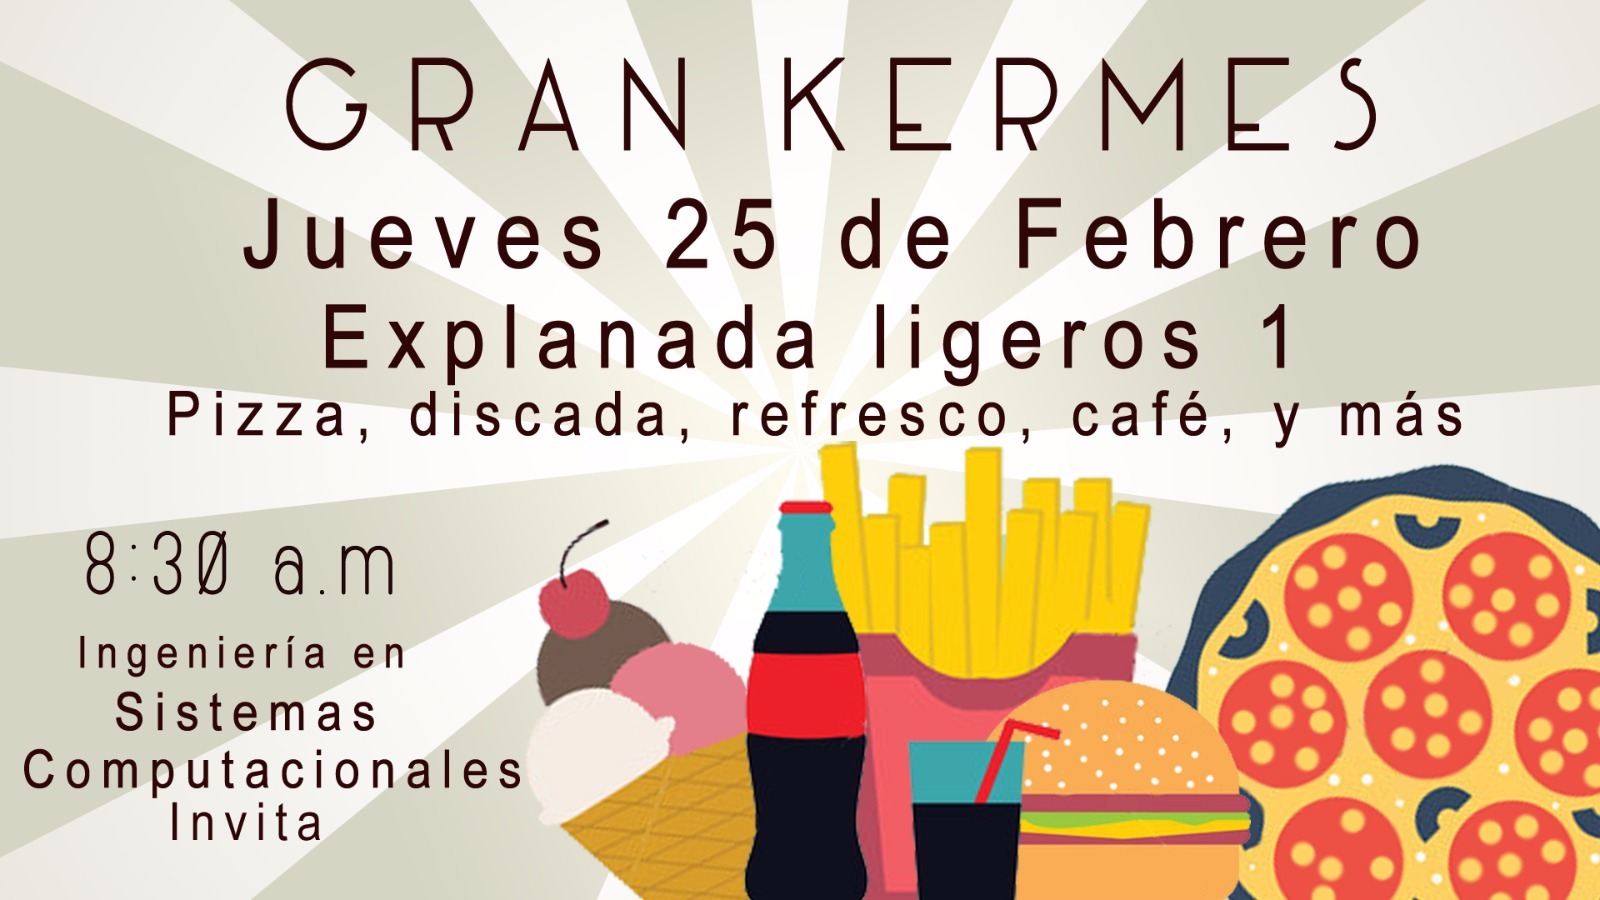 GRAN KERMES
Jueves 25 de Febrero
Explanada ligeros 1
Pizza, discada, refresco, café, y más
8:30 a.m
Ingeniería en
Sistemas
Computacionales
Invita